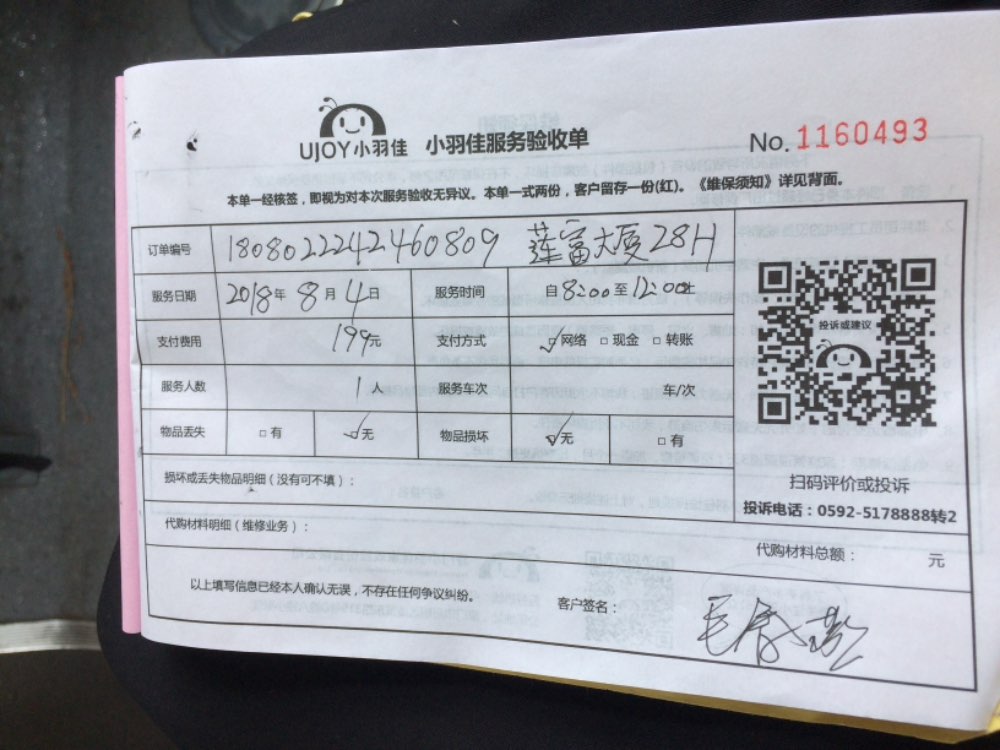 UJOY小羽佳 小羽佳服务验收单 No. 1160493
本单一经核签，即视为对本次服务验收无异议。本单一式两份，客户留存一份(红)。《维保须知》详见背面。
订单编号 1808022242460809 莲富大厦28H
服务日期 2018年8月4日 服务时间 自8:00至12:00止
支付费用 199元 支付方式 ☑网络 □现金 □转账
服务人数 1人 服务车次 车/次
物品丢失 □有 ☑无 物品损坏 ☑无 □有
投诉或建议
损坏或丢失物品明细（没有可不填）：
扫码评价或投诉
投诉电话：0592-5178888转2
代购材料明细（维修业务）：
代购材料总额： 元
以上填写信息已经本人确认无误，不存在任何争议纠纷。
客户签名：